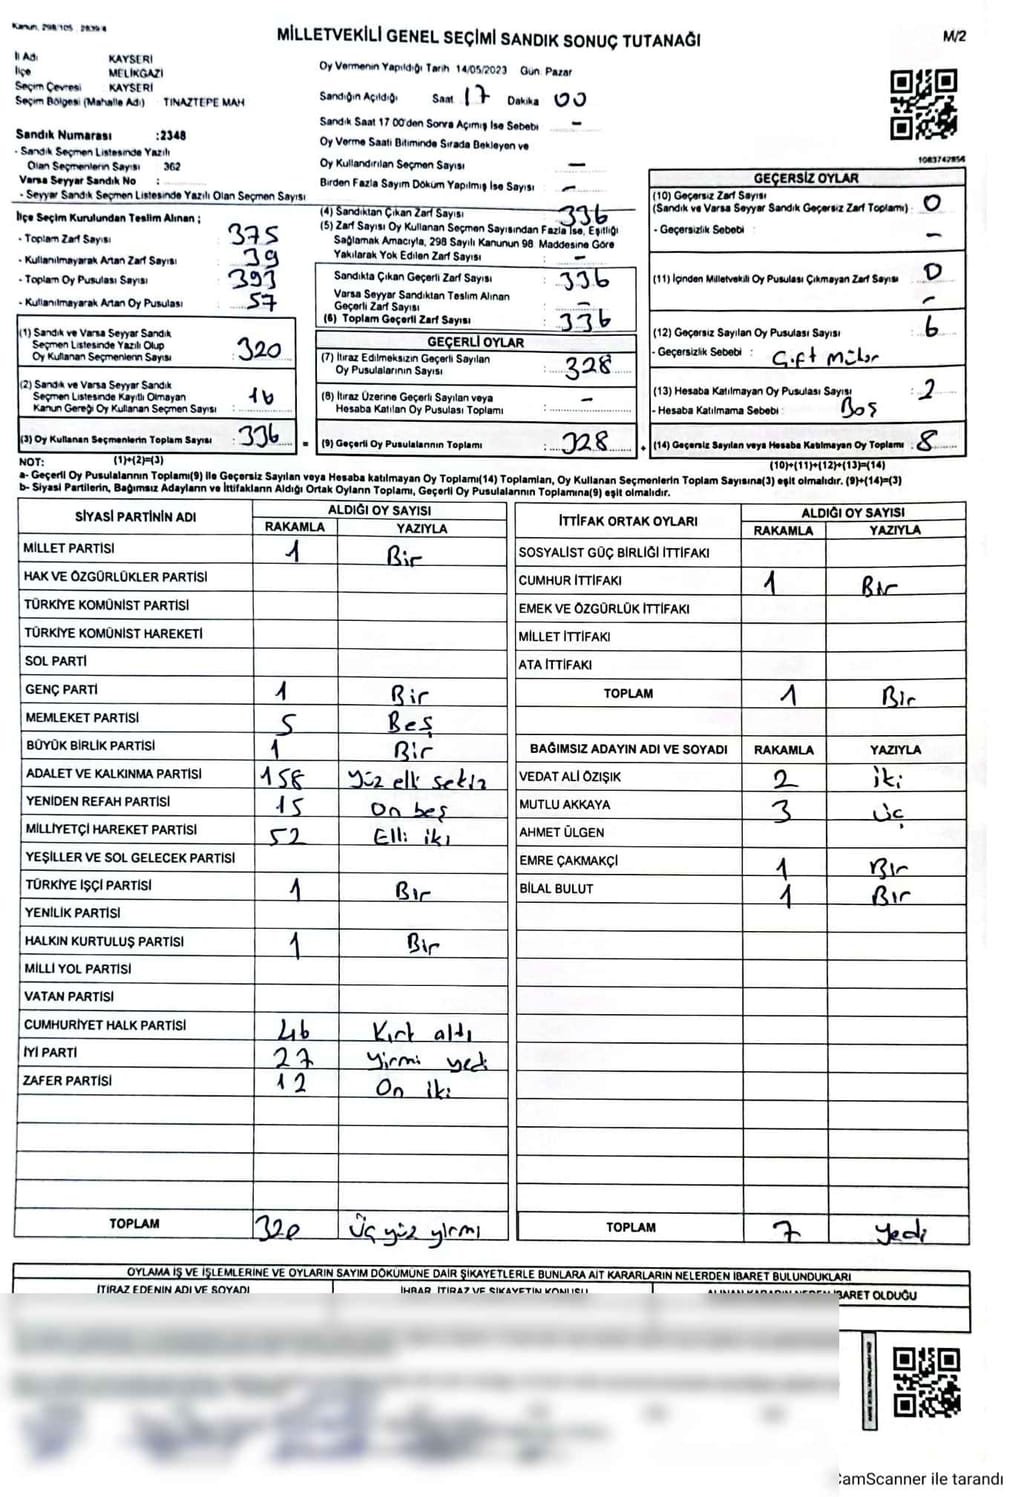 Kanun, 298/105 2839/4
MİLLETVEKİLİ GENEL SEÇİMİ SANDIK SONUÇ TUTANAĞI
M/2
İl Adı KAYSERİ
İlçe MELİKGAZİ
Seçim Çevresi KAYSERİ
Seçim Bölgesi (Mahalle Adı) TINAZTEPE MAH
Sandık Numarası :2348
- Sandık Seçmen Listesinde Yazılı
Olan Seçmenlerin Sayısı 362
Varsa Seyyar Sandık No :
- Seyyar Sandık Seçmen Listesinde Yazılı Olan Seçmen Sayısı
Oy Vermenin Yapıldığı Tarih 14/05/2023 Gün Pazar
Sandığın Açıldığı Saat 17 Dakika 00
Sandık Saat 17 00'den Sonra Açımış İse Sebebi -
Oy Verme Saati Bitiminde Sırada Bekleyen ve
Oy Kullandırılan Seçmen Sayısı -
Birden Fazla Sayım Döküm Yapılmış İse Sayısı -
1083742856
İlçe Seçim Kurulundan Teslim Alınan ;
- Toplam Zarf Sayısı 375
- Kullanılmayarak Artan Zarf Sayısı 39
- Toplam Oy Pusulası Sayısı 393
- Kullanılmayarak Artan Oy Pusulası 57
(1) Sandık ve Varsa Seyyar Sandık
Seçmen Listesinde Yazılı Olup
Oy Kullanan Seçmenlerin Sayısı 320
(2) Sandık ve Varsa Seyyar Sandık
Seçmen Listesinde Kayıtlı Olmayan
Kanun Gereği Oy Kullanan Seçmen Sayısı : 16
(3) Oy Kullanan Seçmenlerin Toplam Sayısı : 336
(1)+(2)=(3)
(4) Sandıktan Çıkan Zarf Sayısı 336
(5) Zarf Sayısı Oy Kullanan Seçmen Sayısından Fazla İse, Eşitliği
Sağlamak Amacıyla, 298 Sayılı Kanunun 98 Maddesine Göre
Yakılarak Yok Edilen Zarf Sayısı : -
Sandıkta Çıkan Geçerli Zarf Sayısı : 336
Varsa Seyyar Sandıktan Teslim Alınan
Geçerli Zarf Sayısı : -
(6) Toplam Geçerli Zarf Sayısı : 336
GEÇERLİ OYLAR
(7) İtiraz Edilmeksizin Geçerli Sayılan
Oy Pusulalarının Sayısı : 328
(8) İtiraz Üzerine Geçerli Sayılan veya
Hesaba Katılan Oy Pusulası Toplamı : -
= (9) Geçerli Oy Pusulalarının Toplamı : 328
GEÇERSİZ OYLAR
(10) Geçersiz Zarf Sayısı
(Sandık ve Varsa Seyyar Sandık Geçersiz Zarf Toplamı) : 0
- Geçersizlik Sebebi : -
(11) İçinden Milletvekili Oy Pusulası Çıkmayan Zarf Sayısı : 0
-
(12) Geçersiz Sayılan Oy Pusulası Sayısı : 6
- Geçersizlik Sebebi : Çift Mühür
(13) Hesaba Katılmayan Oy Pusulası Sayısı : 2
- Hesaba Katılmama Sebebi : Boş
+ (14) Geçersiz Sayılan veya Hesaba Katılmayan Oy Toplamı : 8
(10)+(11)+(12)+(13)=(14)
NOT:
a- Geçerli Oy Pusulalarının Toplamı(9) ile Geçersiz Sayılan veya Hesaba katılmayan Oy Toplamı(14) Toplamları, Oy Kullanan Seçmenlerin Toplam Sayısına(3) eşit olmalıdır. (9)+(14)=(3)
b- Siyasi Partilerin, Bağımsız Adayların ve İttifakların Aldığı Ortak Oyların Toplamı, Geçerli Oy Pusulalarının Toplamına(9) eşit olmalıdır.
SİYASİ PARTİNİN ADI ALDIĞI OY SAYISI
RAKAMLA YAZIYLA
MİLLET PARTİSİ 1 Bir
HAK VE ÖZGÜRLÜKLER PARTİSİ
TÜRKİYE KOMÜNİST PARTİSİ
TÜRKİYE KOMÜNİST HAREKETİ
SOL PARTİ
GENÇ PARTİ 1 Bir
MEMLEKET PARTİSİ 5 Beş
BÜYÜK BİRLİK PARTİSİ 1 Bir
ADALET VE KALKINMA PARTİSİ 158 Yüz elli sekiz
YENİDEN REFAH PARTİSİ 15 On beş
MİLLİYETÇİ HAREKET PARTİSİ 52 Elli iki
YEŞİLLER VE SOL GELECEK PARTİSİ
TÜRKİYE İŞÇİ PARTİSİ 1 Bir
YENİLİK PARTİSİ
HALKIN KURTULUŞ PARTİSİ 1 Bir
MİLLİ YOL PARTİSİ
VATAN PARTİSİ
CUMHURİYET HALK PARTİSİ 46 Kırk altı
İYİ PARTİ 27 Yirmi yedi
ZAFER PARTİSİ 12 On iki
TOPLAM 320 Üç yüz yirmi
İTTİFAK ORTAK OYLARI ALDIĞI OY SAYISI
RAKAMLA YAZIYLA
SOSYALİST GÜÇ BİRLİĞİ İTTİFAKI
CUMHUR İTTİFAKI 1 Bir
EMEK VE ÖZGÜRLÜK İTTİFAKI
MİLLET İTTİFAKI
ATA İTTİFAKI
TOPLAM 1 Bir
BAĞIMSIZ ADAYIN ADI VE SOYADI RAKAMLA YAZIYLA
VEDAT ALİ ÖZIŞIK 2 iki
MUTLU AKKAYA 3 Üç
AHMET ÜLGEN
EMRE ÇAKMAKÇİ 1 Bir
BİLAL BULUT 1 Bir
TOPLAM 7 Yedi
OYLAMA İŞ VE İŞLEMLERİNE VE OYLARIN SAYIM DÖKÜMÜNE DAİR ŞİKAYETLERLE BUNLARA AİT KARARLARIN NELERDEN İBARET BULUNDUKLARI
İTİRAZ EDENİN ADI VE SOYADI İHBAR, İTİRAZ VE ŞİKAYETİN KONUSU BARET OLDUĞU
CamScanner ile tarandı